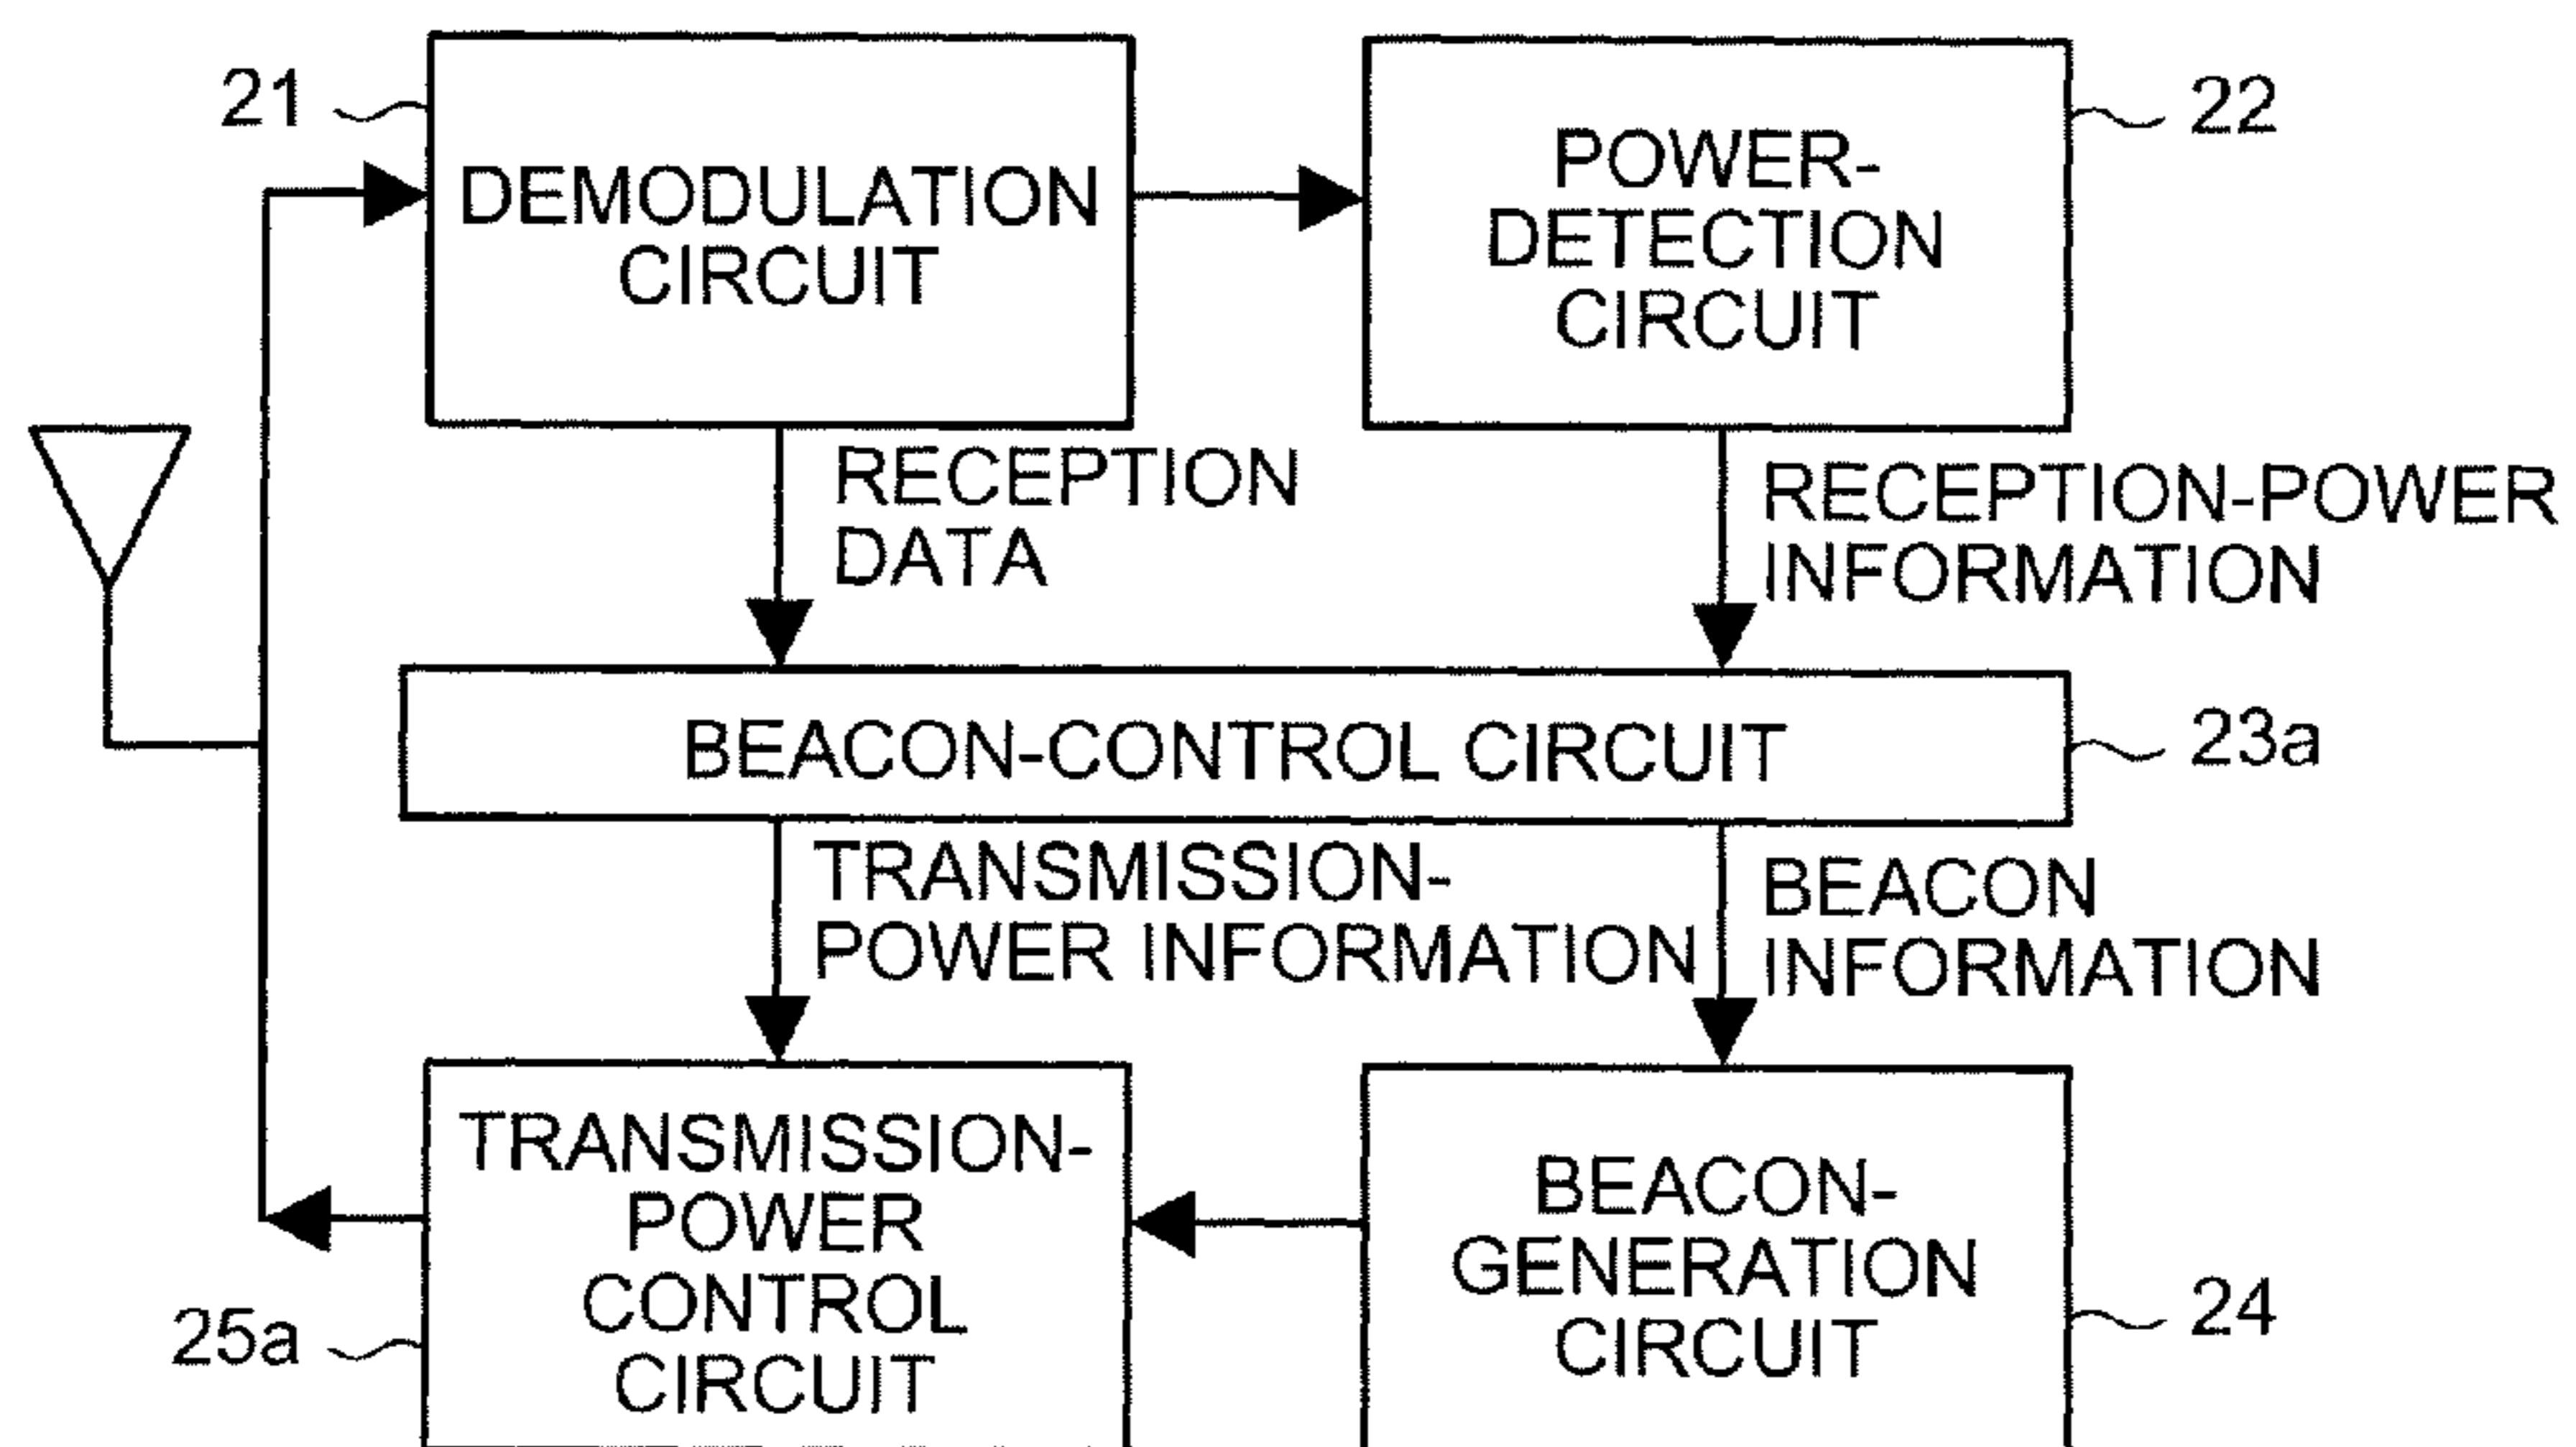 21
DEMODULATION
CIRCUIT
POWER-
DETECTION
CIRCUIT
22
RECEPTION
DATA
RECEPTION-POWER
INFORMATION
BEACON-CONTROL CIRCUIT
23a
TRANSMISSION-
POWER INFORMATION
BEACON
INFORMATION
TRANSMISSION-
POWER
CONTROL
CIRCUIT
25a
BEACON-
GENERATION
CIRCUIT
24